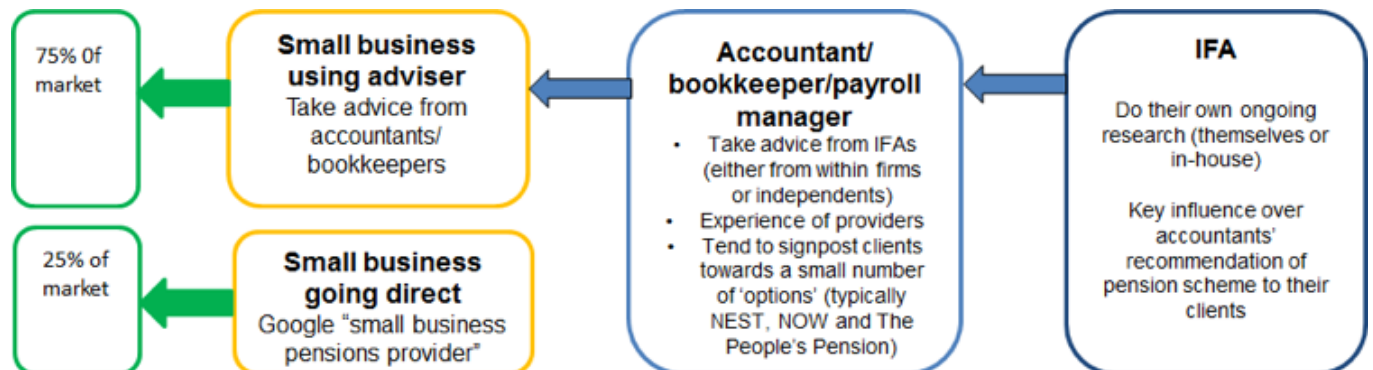 75% 0f
market
Small business
using adviser
Take advice from
accountants/
bookkeepers
25% of
market
Small business
going direct
Google “small business
pensions provider”
Accountant/
bookkeeper/payroll
manager
• Take advice from IFAs
(either from within firms
or independents)
• Experience of providers
• Tend to signpost clients
towards a small number
of ‘options’ (typically
NEST, NOW and The
People’s Pension)
IFA
Do their own ongoing
research (themselves or
in-house)
Key influence over
accountants’
recommendation of
pension scheme to their
clients